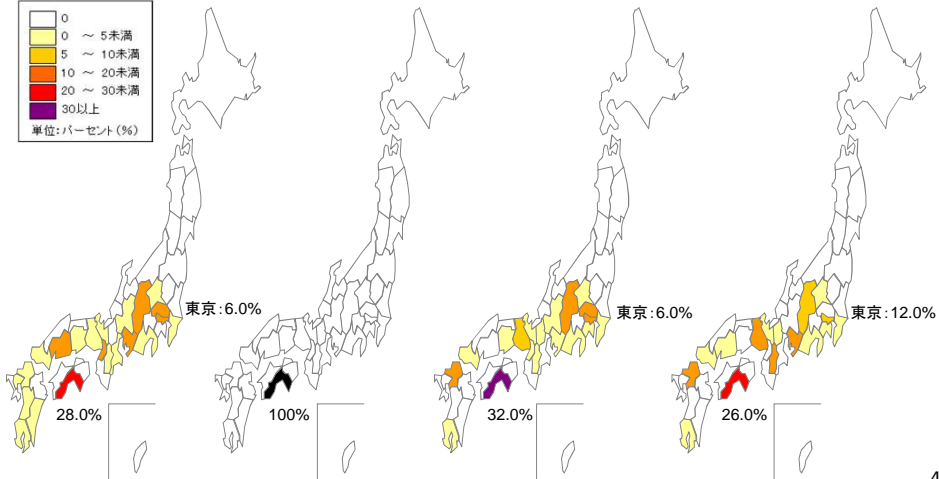 0
0 ～ 5未満
5 ～ 10未満
10 ～ 20未満
20 ～ 30未満
30以上
単位：パーセント（％）
東京：6.0%
東京：6.0%
東京：12.0%
28.0%
100%
32.0%
26.0%
4